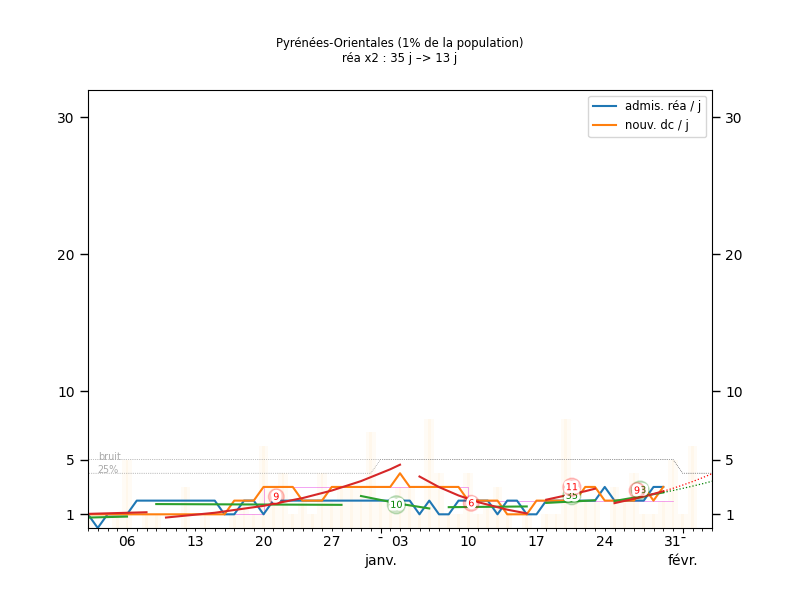 Pyrénées-Orientales (1% de la population)
réa x2 : 35 j –> 13 j
admis. réa / j
nouv. dc / j
30 30
20 20
10 10
5 5
1 1
bruit
25%
9 10 6 11 35 9
06 13 20 27 - 03 10 17 24 31 -
janv. févr.